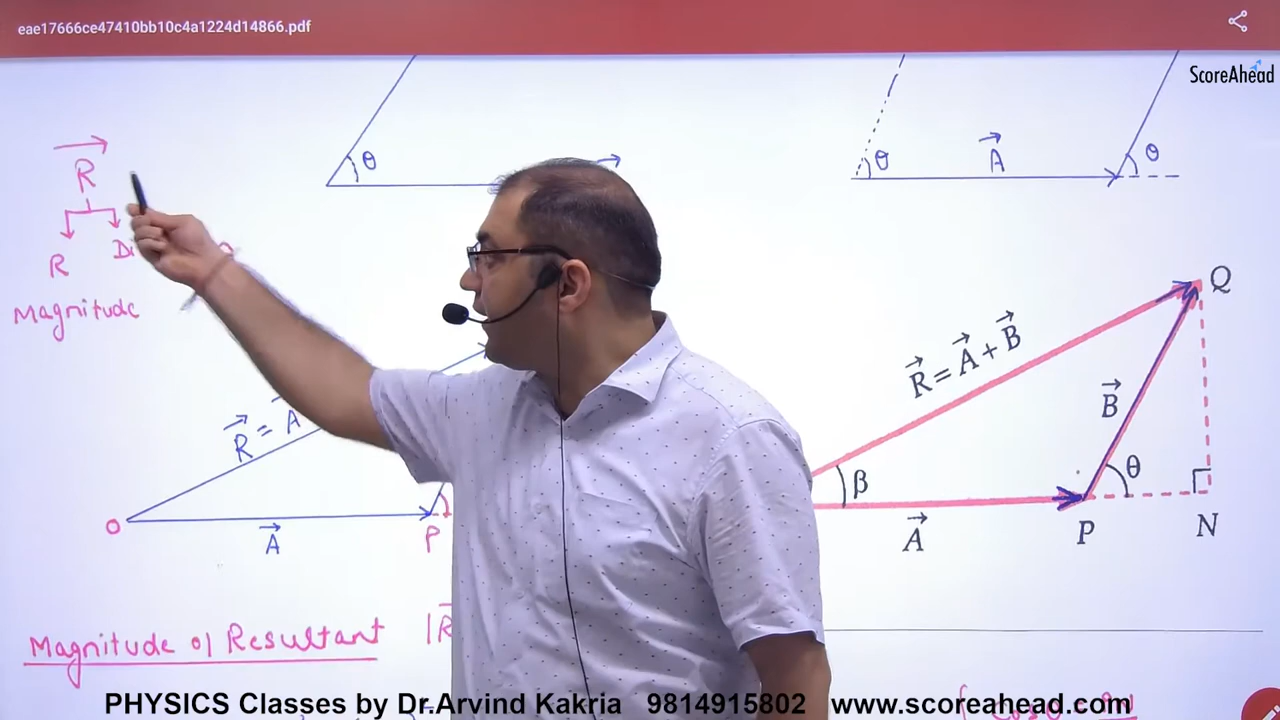 eae17666ce47410bb10c4a1224d14866.pdf
ScoreAhead
R
R
Magnitude
θ
θ
A
θ
R = A
O
A
P
R = A + B
Q
B
β
θ
A
P
N
Magnitude of Resultant |R
PHYSICS Classes by Dr.Arvind Kakria 9814915802 www.scoreahead.com